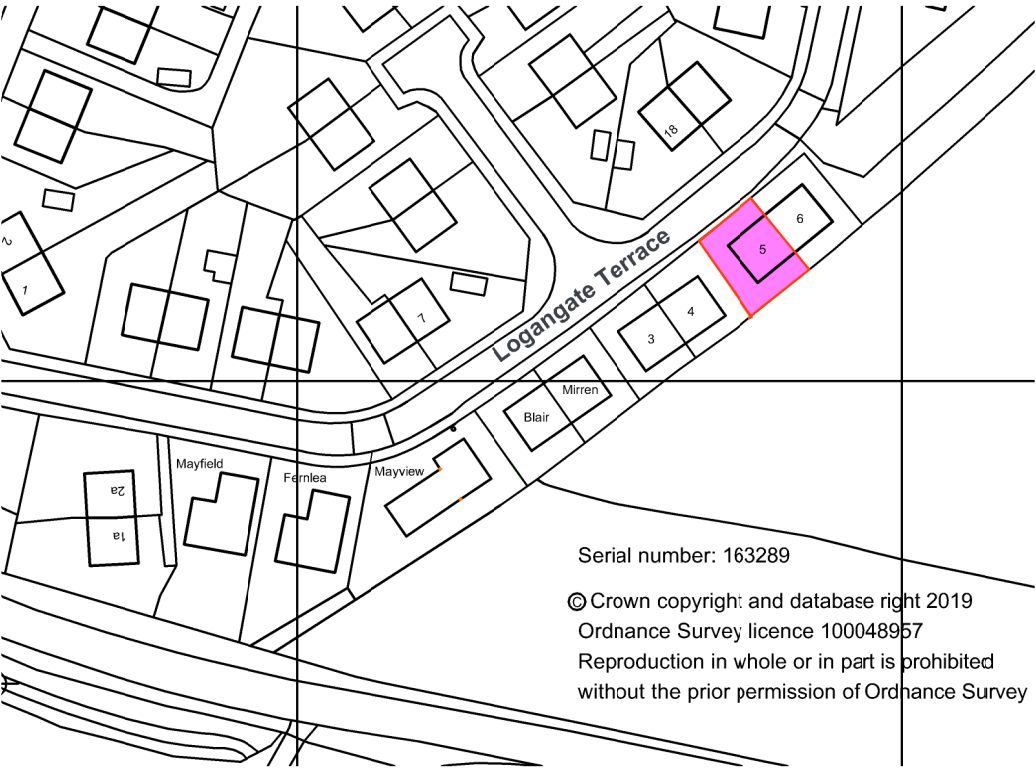 18
6
5
2
1
4
7
3
Logangate Terrace
Mirren
Blair
Mayfield
Mayview
Fernlea
2a
1a
Serial number: 163289
© Crown copyright and database right 2019
Ordnance Survey licence 100048957
Reproduction in whole or in part is prohibited
without the prior permission of Ordnance Survey